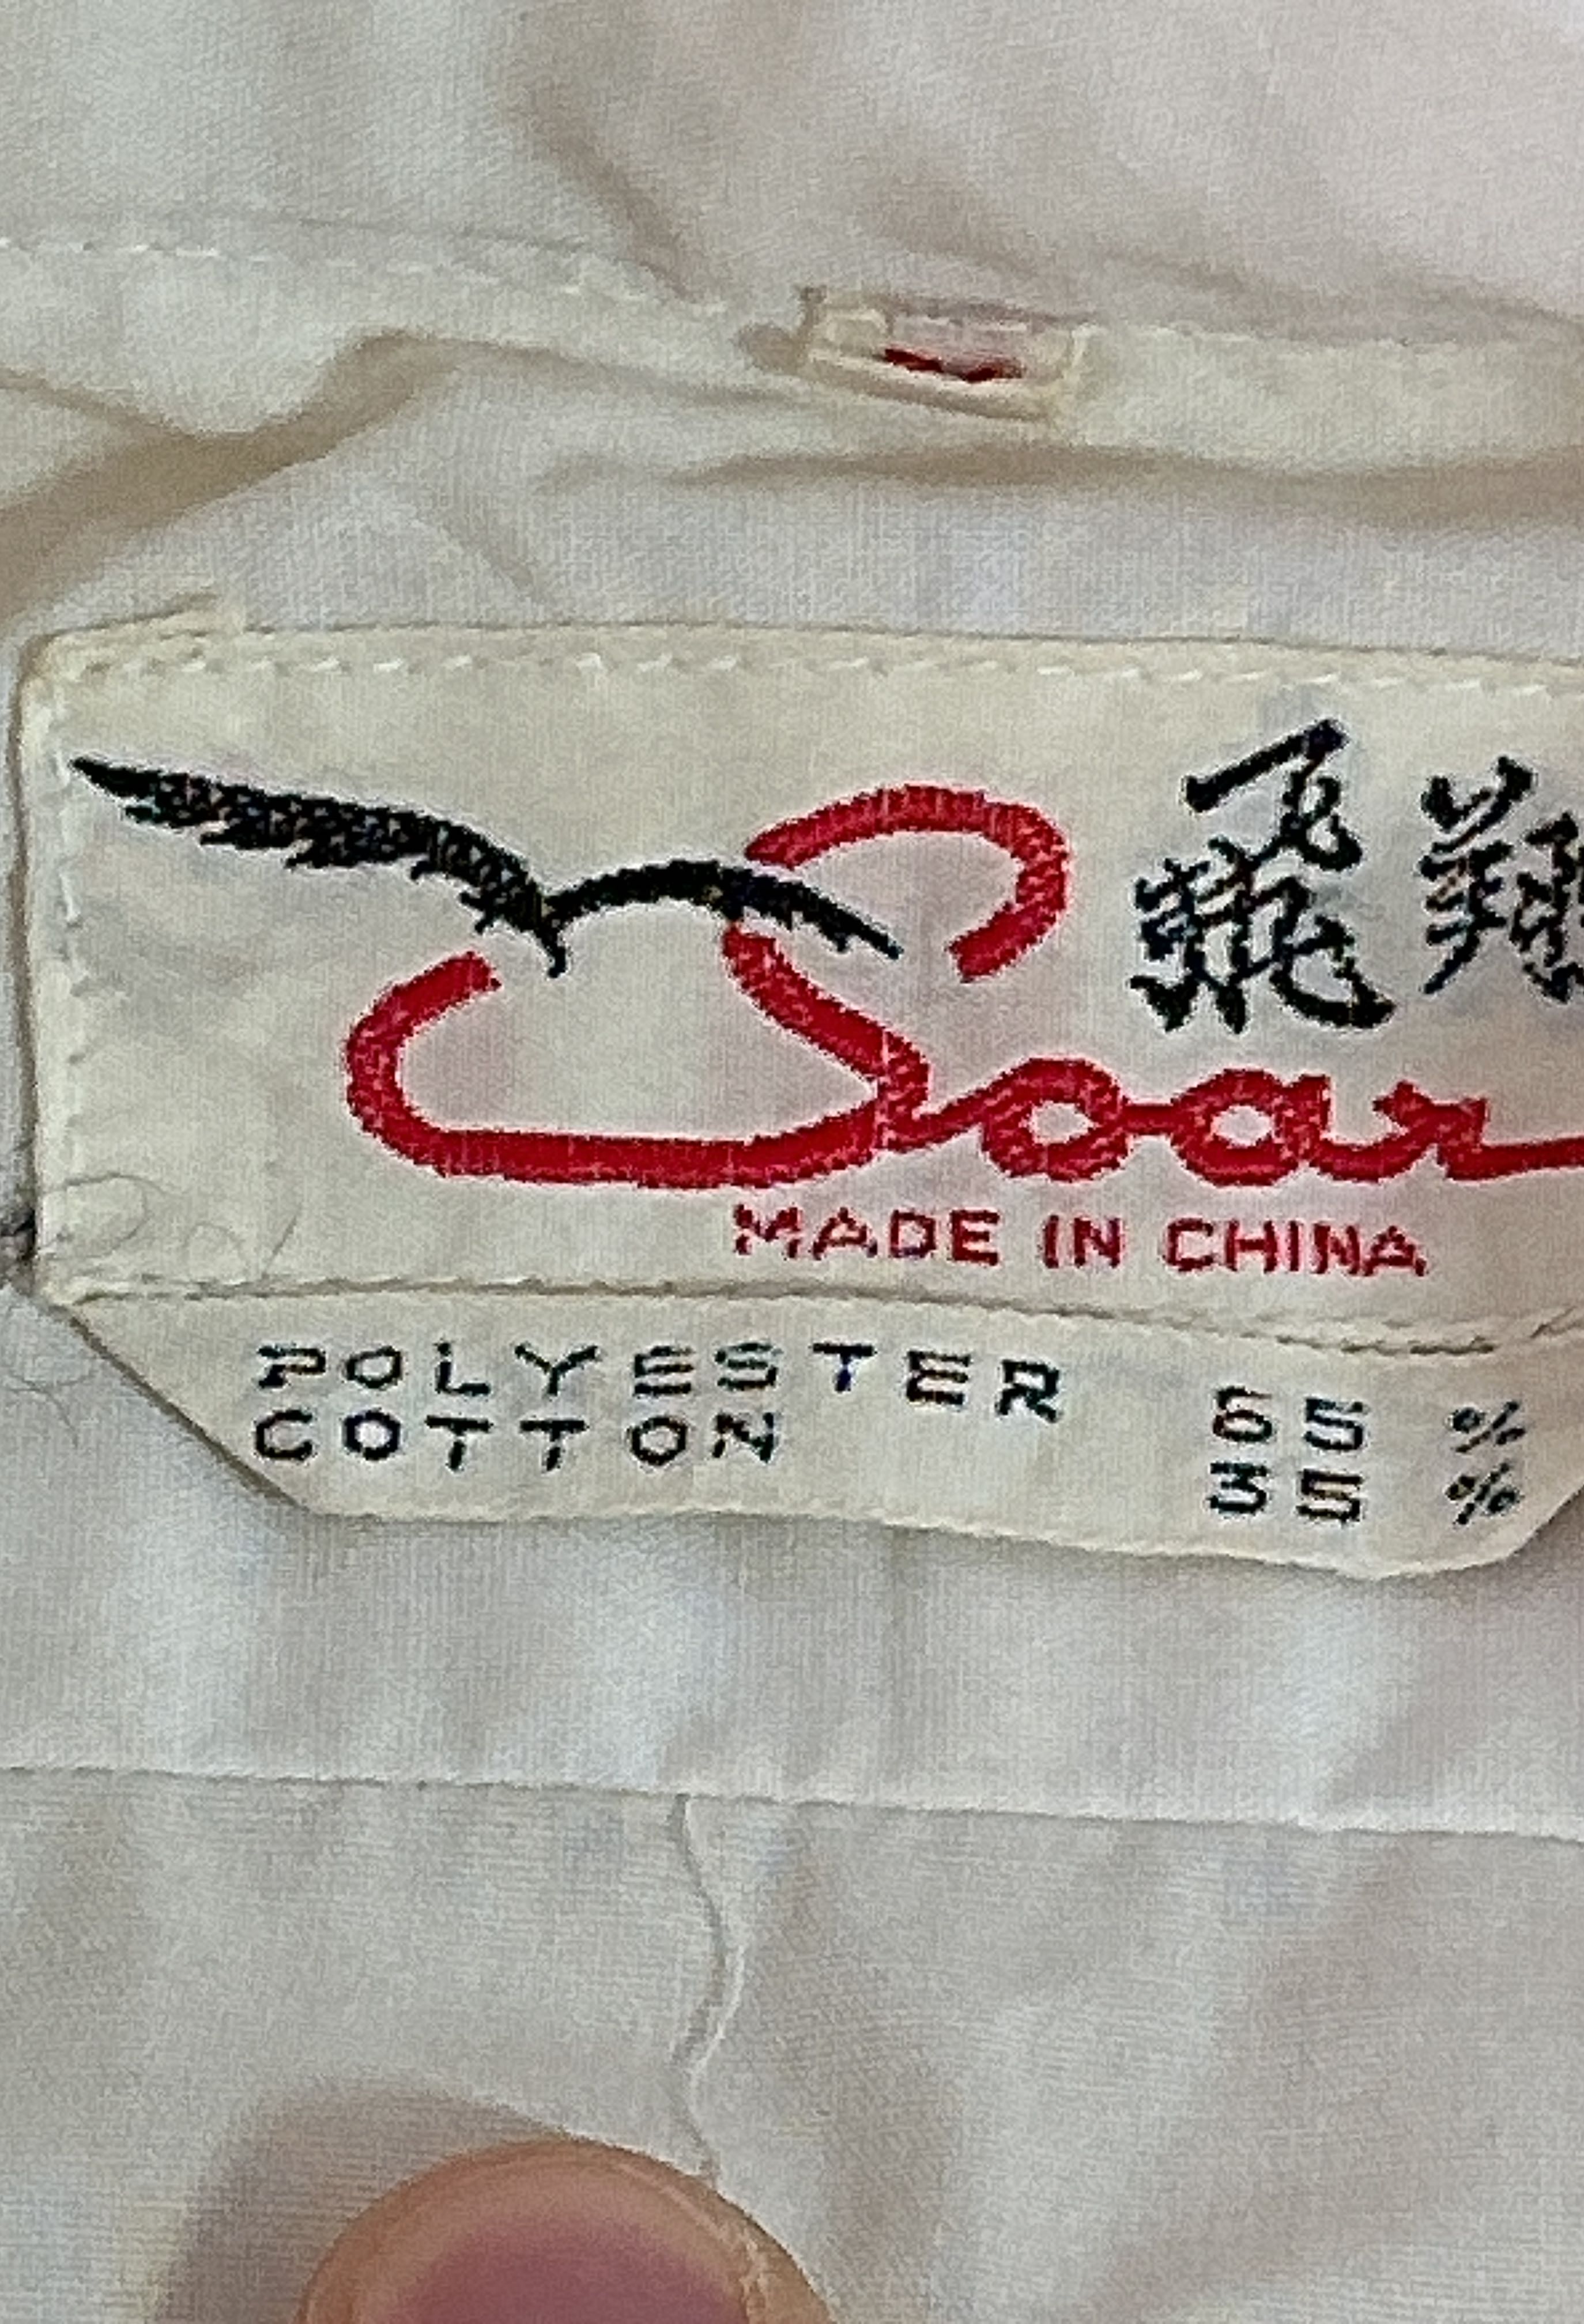 飛翔
Soar
MADE IN CHINA
POLYESTER 65 %
COTTON 35 %